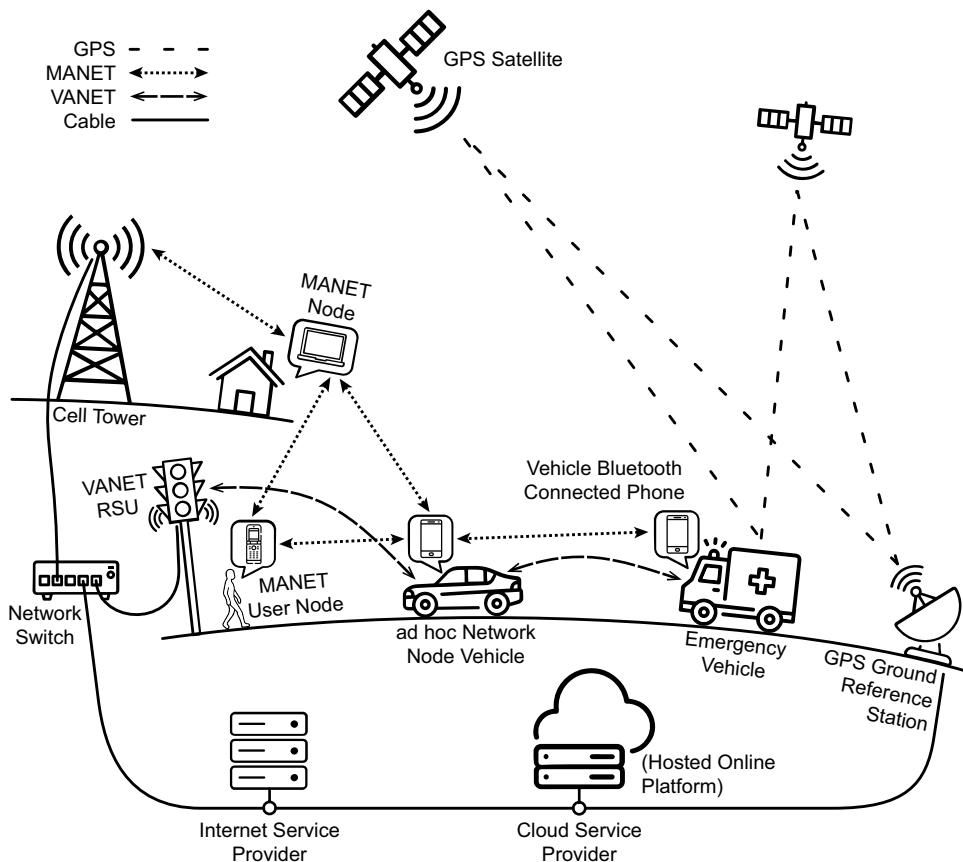 GPS
MANET
VANET
Cable
GPS Satellite
MANET
Node
Cell Tower
VANET
RSU
Vehicle Bluetooth
Connected Phone
MANET
User Node
Network
Switch
ad hoc Network
Node Vehicle
Emergency
Vehicle
GPS Ground
Reference
Station
(Hosted Online
Platform)
Internet Service
Provider
Cloud Service
Provider